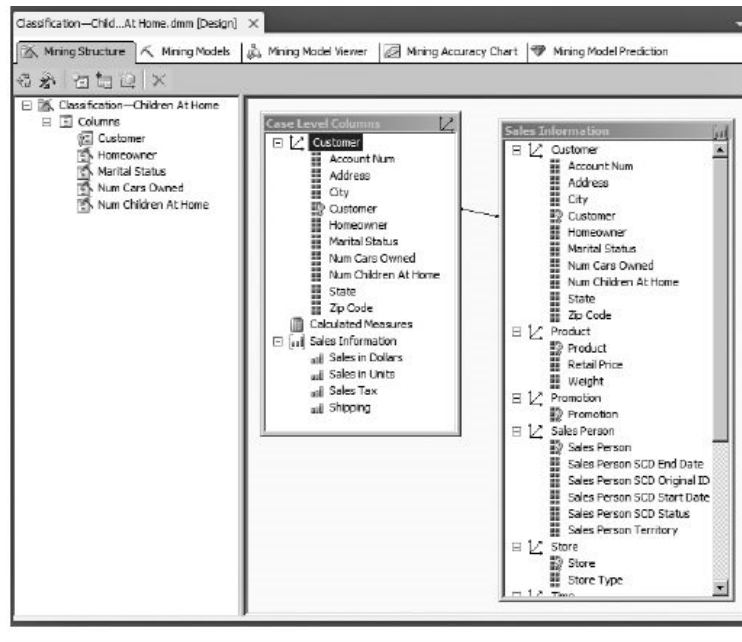 Classification—Child...At Home.dmm [Design]
Mining Structure Mining Models Mining Model Viewer Mining Accuracy Chart Mining Model Prediction
Classification—Children At Home
Columns
Customer
Homeowner
Marital Status
Num Cars Owned
Num Children At Home
Case Level Columns
Customer
Account Num
Address
City
Customer
Homeowner
Marital Status
Num Cars Owned
Num Children At Home
State
Zip Code
Calculated Measures
Sales Information
Sales in Dollars
Sales in Units
Sales Tax
Shipping
Sales Information
Customer
Account Num
Address
City
Customer
Homeowner
Marital Status
Num Cars Owned
Num Children At Home
State
Zip Code
Product
Product
Retail Price
Weight
Promotion
Promotion
Sales Person
Sales Person
Sales Person SCD End Date
Sales Person SCD Original ID
Sales Person SCD Start Date
Sales Person SCD Status
Sales Person Territory
Store
Store
Store Type